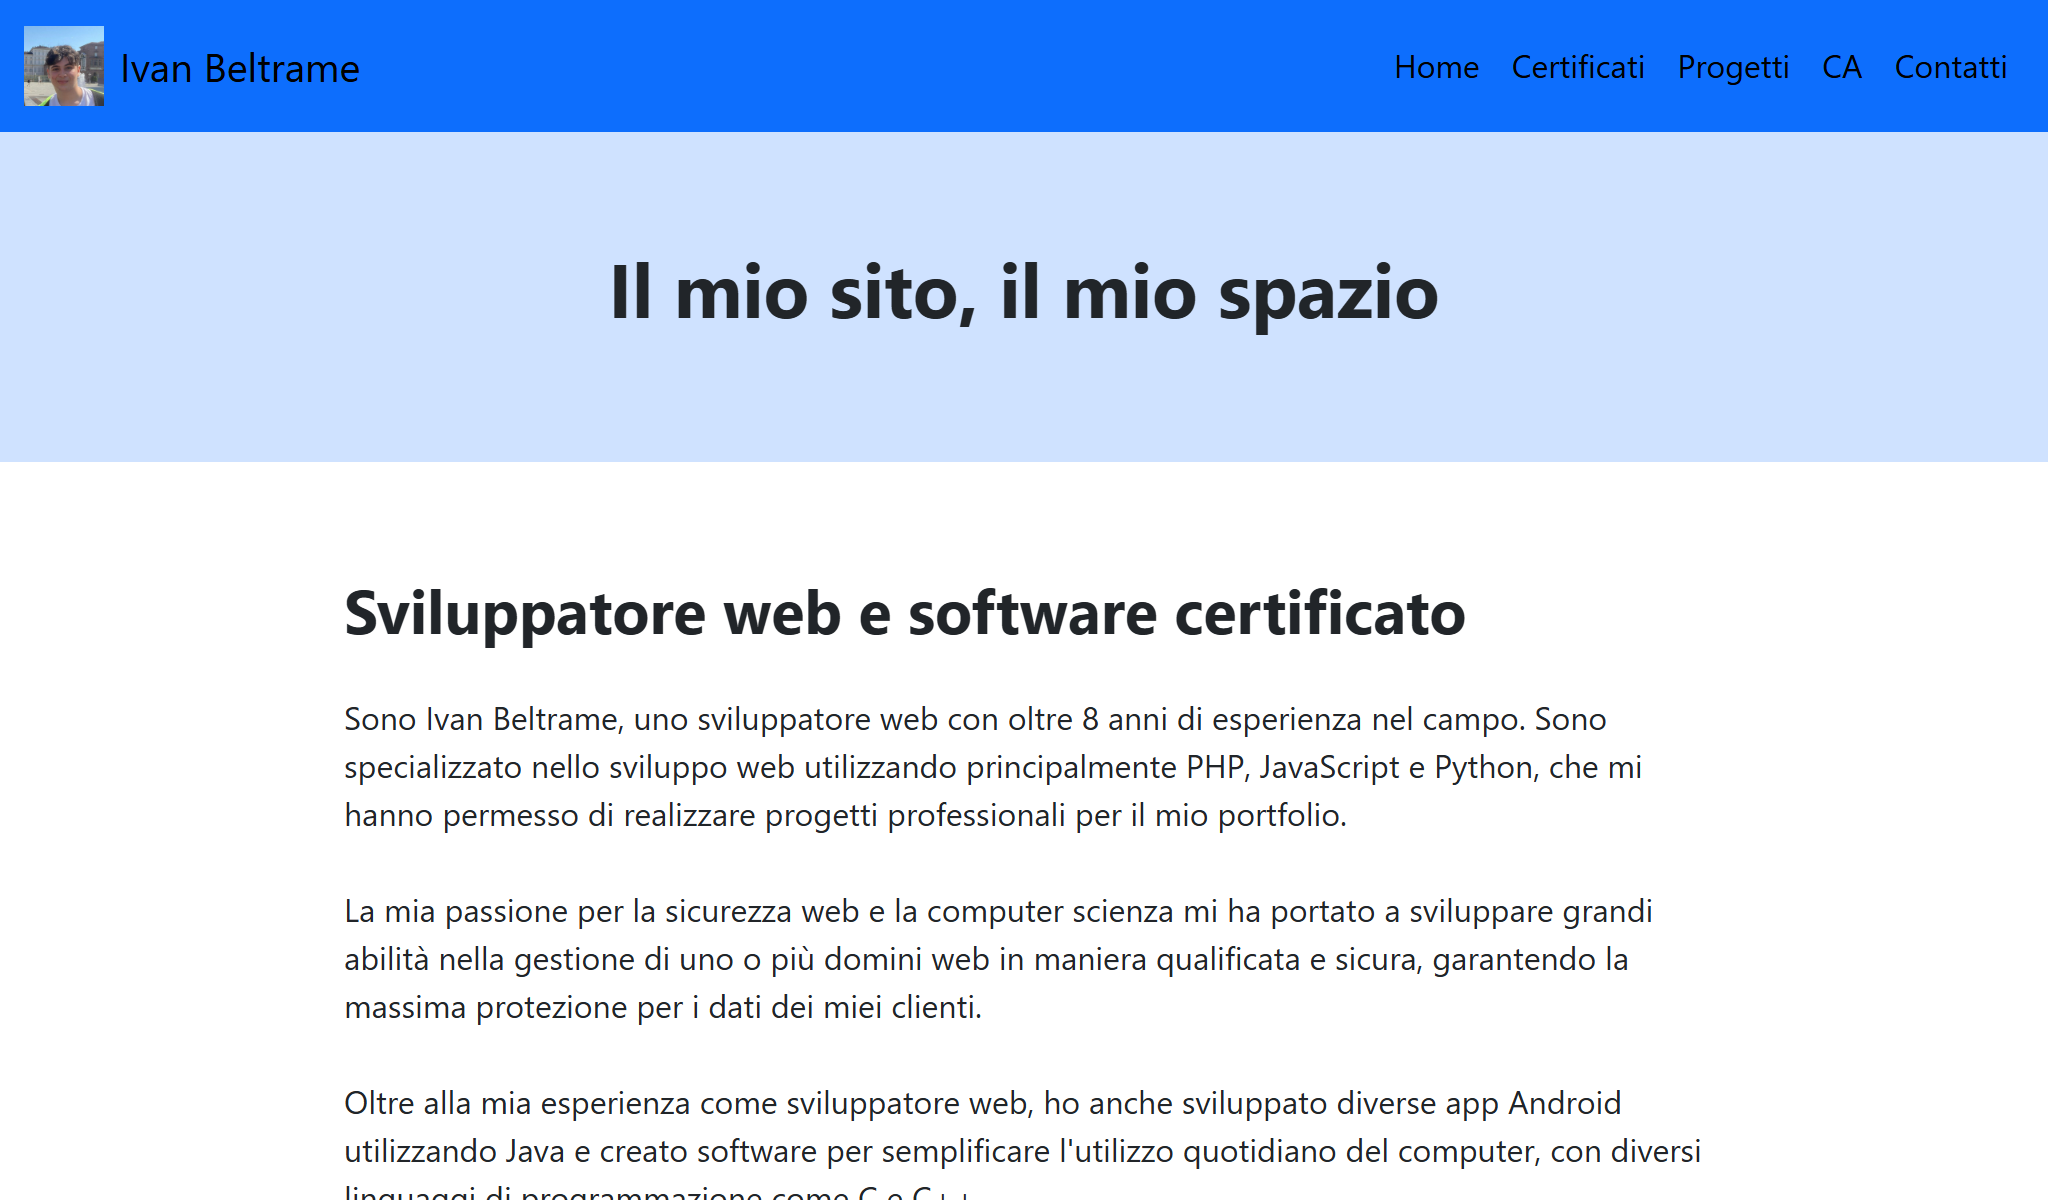 Ivan Beltrame
Home Certificati Progetti CA Contatti
Il mio sito, il mio spazio
Sviluppatore web e software certificato
Sono Ivan Beltrame, uno sviluppatore web con oltre 8 anni di esperienza nel campo. Sono
specializzato nello sviluppo web utilizzando principalmente PHP, JavaScript e Python, che mi
hanno permesso di realizzare progetti professionali per il mio portfolio.
La mia passione per la sicurezza web e la computer scienza mi ha portato a sviluppare grandi
abilità nella gestione di uno o più domini web in maniera qualificata e sicura, garantendo la
massima protezione per i dati dei miei clienti.
Oltre alla mia esperienza come sviluppatore web, ho anche sviluppato diverse app Android
utilizzando Java e creato software per semplificare l'utilizzo quotidiano del computer, con diversi
linguaggi di programmazione come C e C++